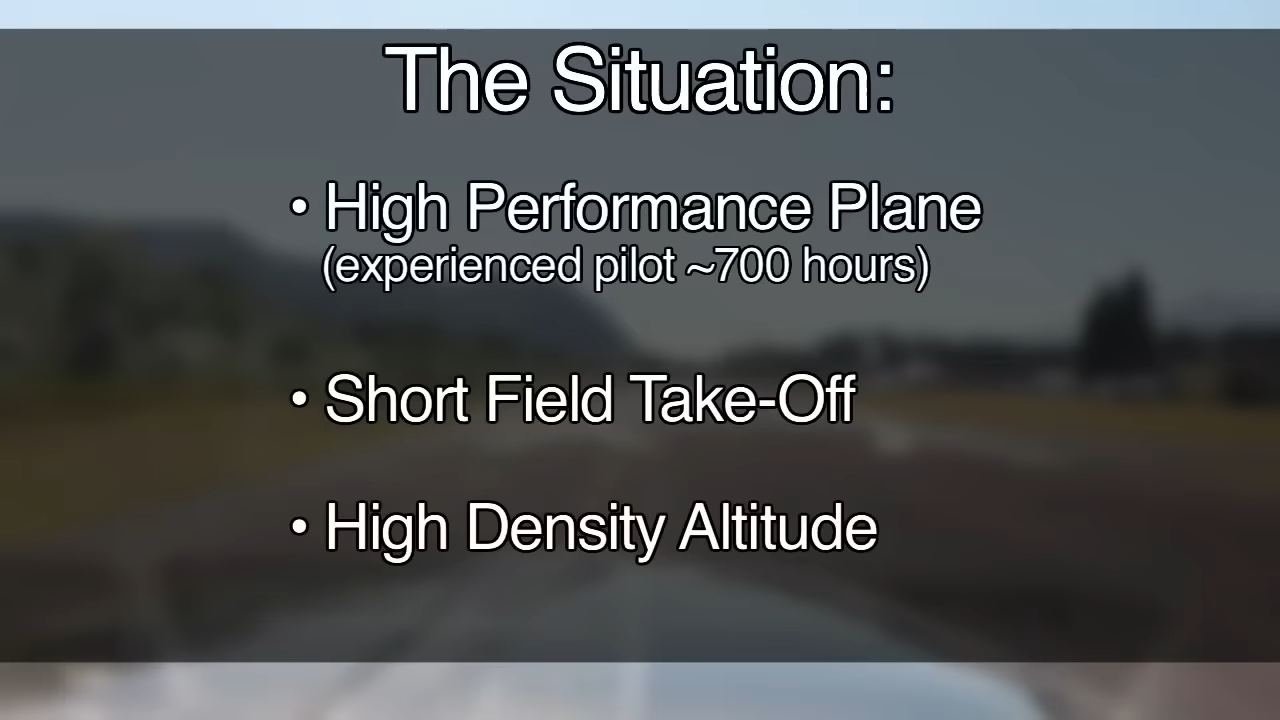 The Situation:
• High Performance Plane
(experienced pilot ~700 hours)
• Short Field Take-Off
• High Density Altitude